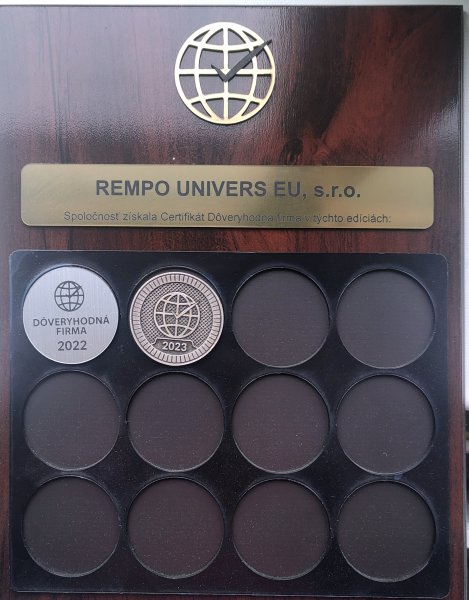 REMPO UNIVERS EU, s.r.o.
Spoločnosť získala Certifikát Dôveryhodná firma v týchto edíciách:
DÔVERYHODNÁ
FIRMA
2022
2023